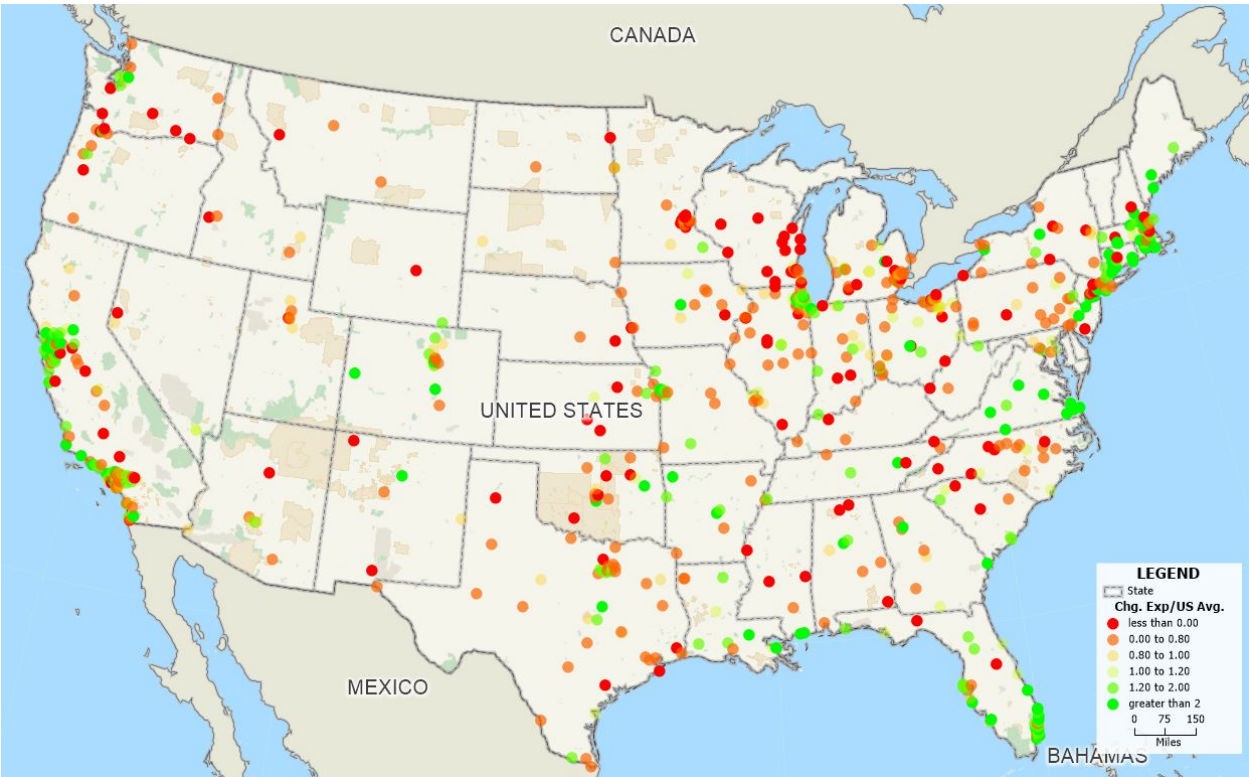 CANADA
UNITED STATES
MEXICO
BAHAMAS
LEGEND
State
Chg. Exp/US Avg.
less than 0.00
0.00 to 0.80
0.80 to 1.00
1.00 to 1.20
1.20 to 2.00
greater than 2
0 75 150
Miles